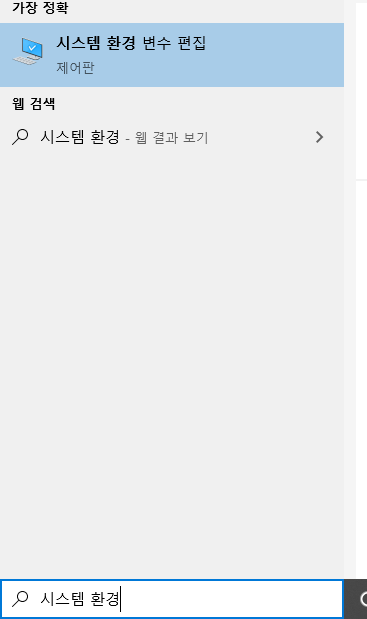 가장 정확
시스템 환경 변수 편집
제어판
웹 검색
시스템 환경 - 웹 결과 보기
시스템 환경